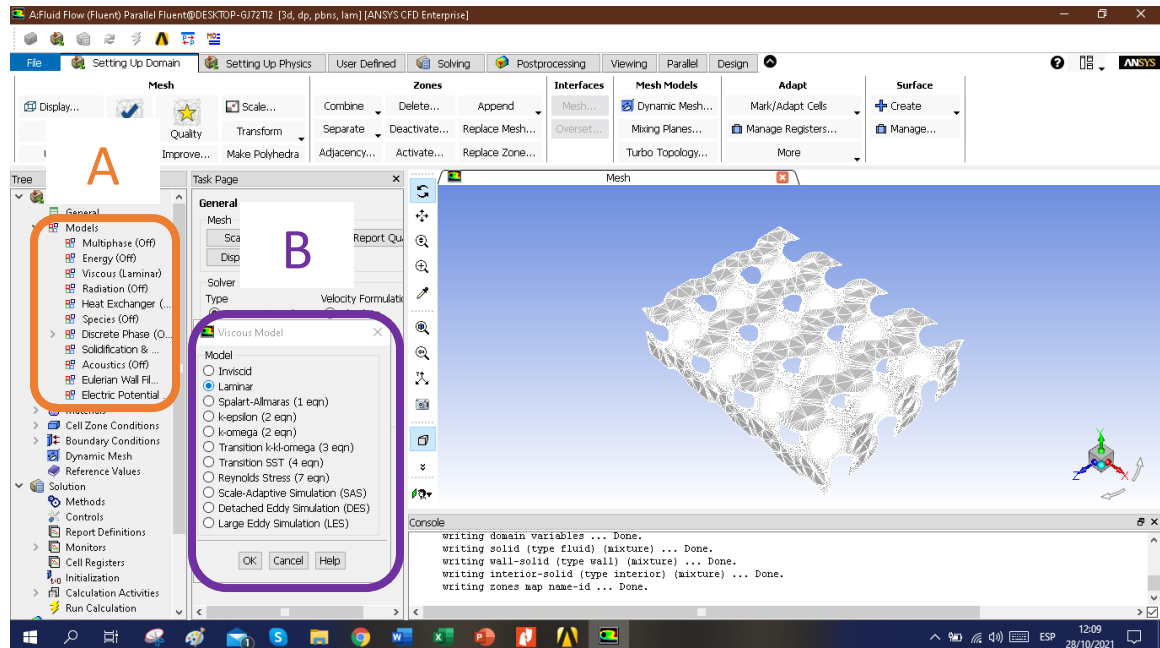 A:Fluid Flow (Fluent) Parallel Fluent@DESKTOP-GJ72TI2 [3d, dp, pbns, lam] [ANSYS CFD Enterprise]
File Setting Up Domain Setting Up Physics User Defined Solving Postprocessing Viewing Parallel Design ANSYS
Mesh Zones Interfaces Mesh Models Adapt Surface
Display... Scale... Combine Delete... Append Mesh... Dynamic Mesh... Mark/Adapt Cells Create
Quality Transform Separate Deactivate... Replace Mesh... Overset... Mixing Planes... Manage Registers... Manage...
Improve... Make Polyhedra Adjacency... Activate... Replace Zone... Turbo Topology... More
A
Tree
General
Models
Multiphase (Off)
Energy (Off)
Viscous (Laminar)
Radiation (Off)
Heat Exchanger (...
Species (Off)
Discrete Phase (O...
Solidification & ...
Acoustics (Off)
Eulerian Wall Fil...
Electric Potential
Materials
Cell Zone Conditions
Boundary Conditions
Dynamic Mesh
Reference Values
Solution
Methods
Controls
Report Definitions
Monitors
Cell Registers
Initialization
Calculation Activities
Run Calculation
Task Page
General
Mesh
Report Qua
B
Solver
Type Velocity Formulati
Viscous Model
Model
Inviscid
Laminar
Spalart-Allmaras (1 eqn)
k-epsilon (2 eqn)
k-omega (2 eqn)
Transition k-kl-omega (3 eqn)
Transition SST (4 eqn)
Reynolds Stress (7 eqn)
Scale-Adaptive Simulation (SAS)
Detached Eddy Simulation (DES)
Large Eddy Simulation (LES)
OK Cancel Help
Mesh
Y
Z X
Console
writing domain variables ... Done.
writing solid (type fluid) (mixture) ... Done.
writing wall-solid (type wall) (mixture) ... Done.
writing interior-solid (type interior) (mixture) ... Done.
writing zones map name-id ... Done.
ESP
12:09
28/10/2021